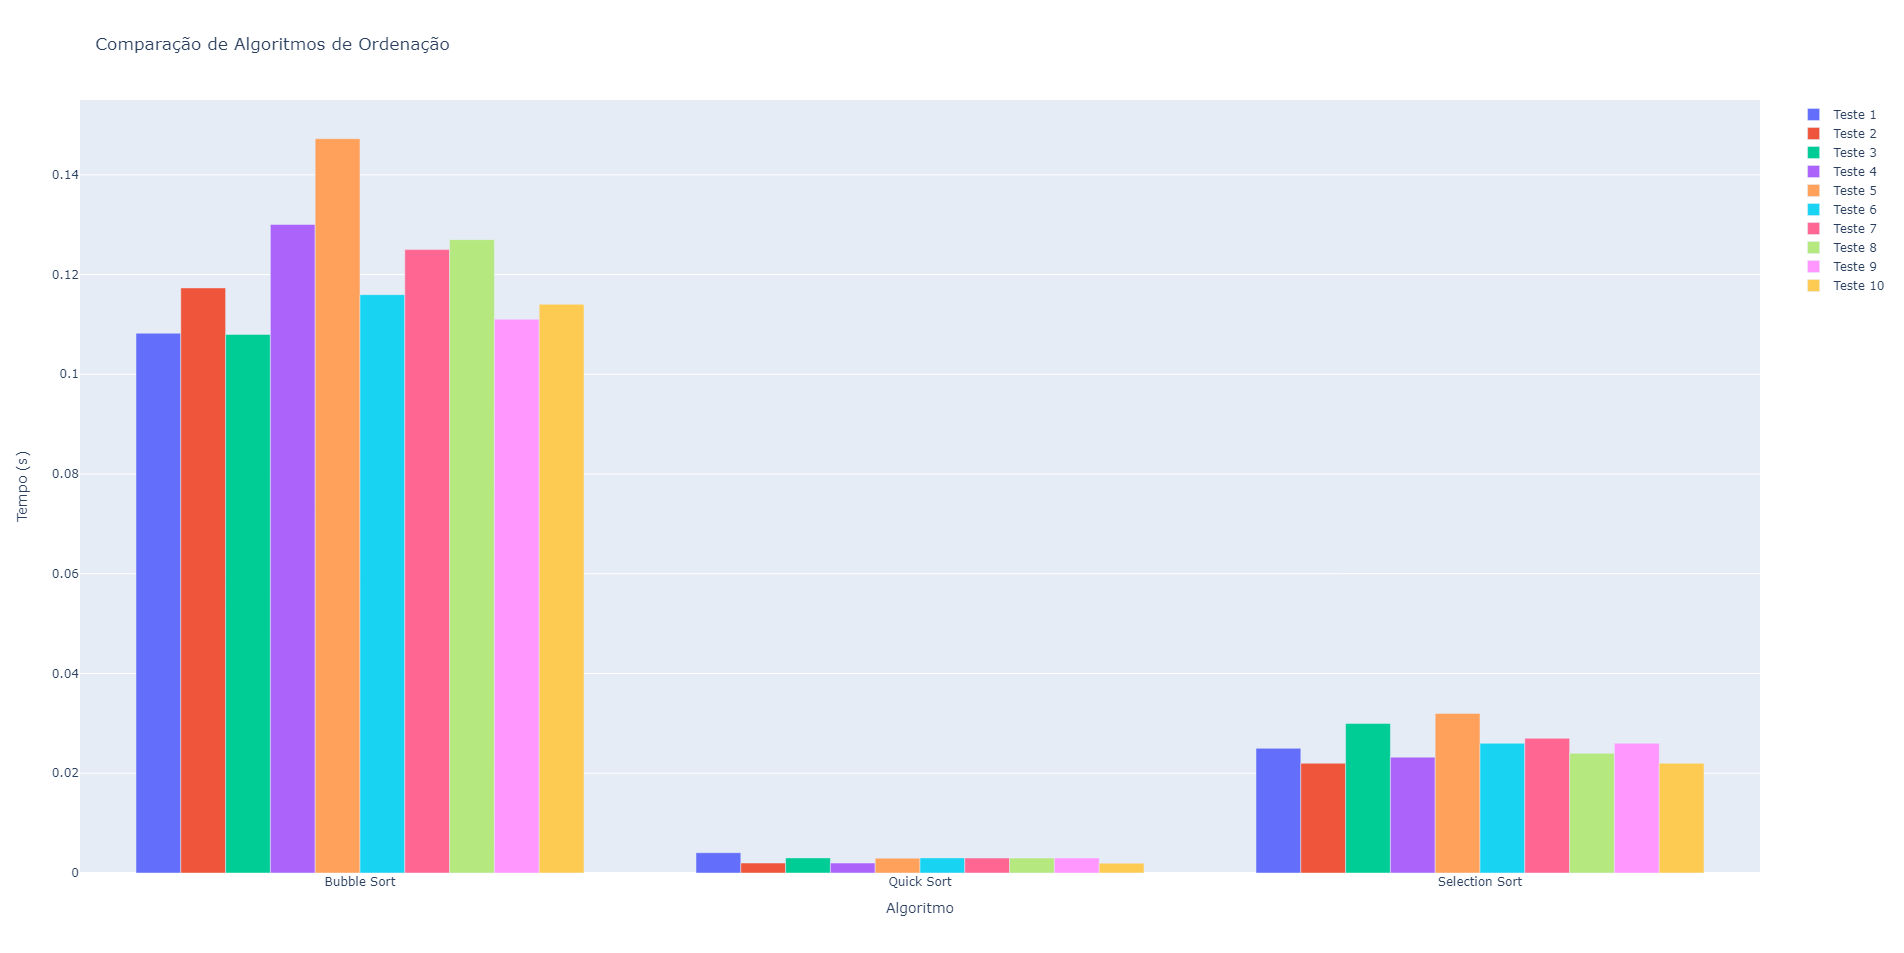 Comparação de Algoritmos de Ordenação
Teste 1
Teste 2
Teste 3
Teste 4
Teste 5
Teste 6
Teste 7
Teste 8
Teste 9
Teste 10
Tempo (s)
0.14
0.12
0.1
0.08
0.06
0.04
0.02
0
Bubble Sort
Quick Sort
Selection Sort
Algoritmo